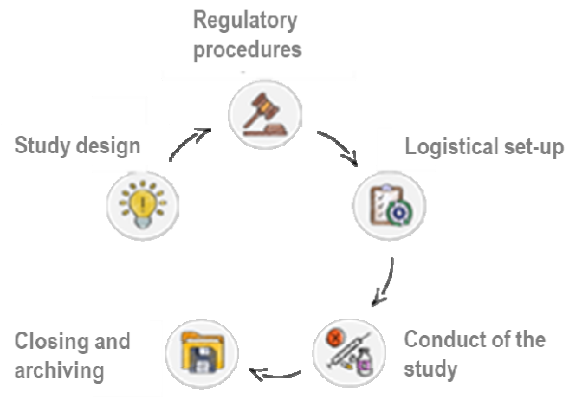 Regulatory
procedures
Study design
Logistical set-up
Conduct of the
study
Closing and
archiving